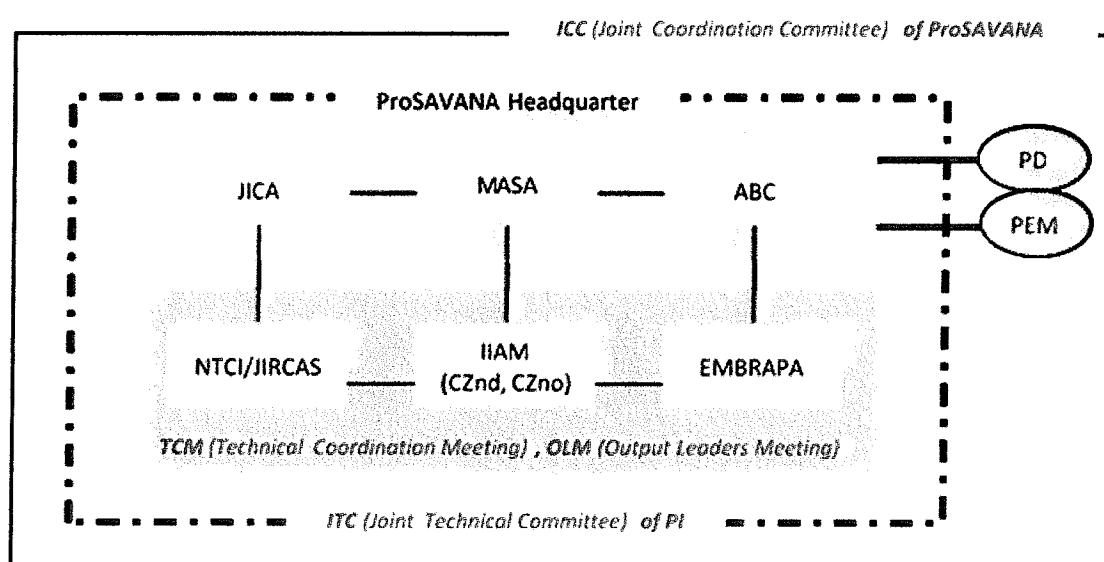 ICC (Joint Coordination Committee) of ProSAVANA
ProSAVANA Headquarter
JICA
MASA
ABC
PD
PEM
NTCI/JIRCAS
IIAM
(CZnd, CZno)
EMBRAPA
TCM (Technical Coordination Meeting) , OLM (Output Leaders Meeting)
ITC (Joint Technical Committee) of PI